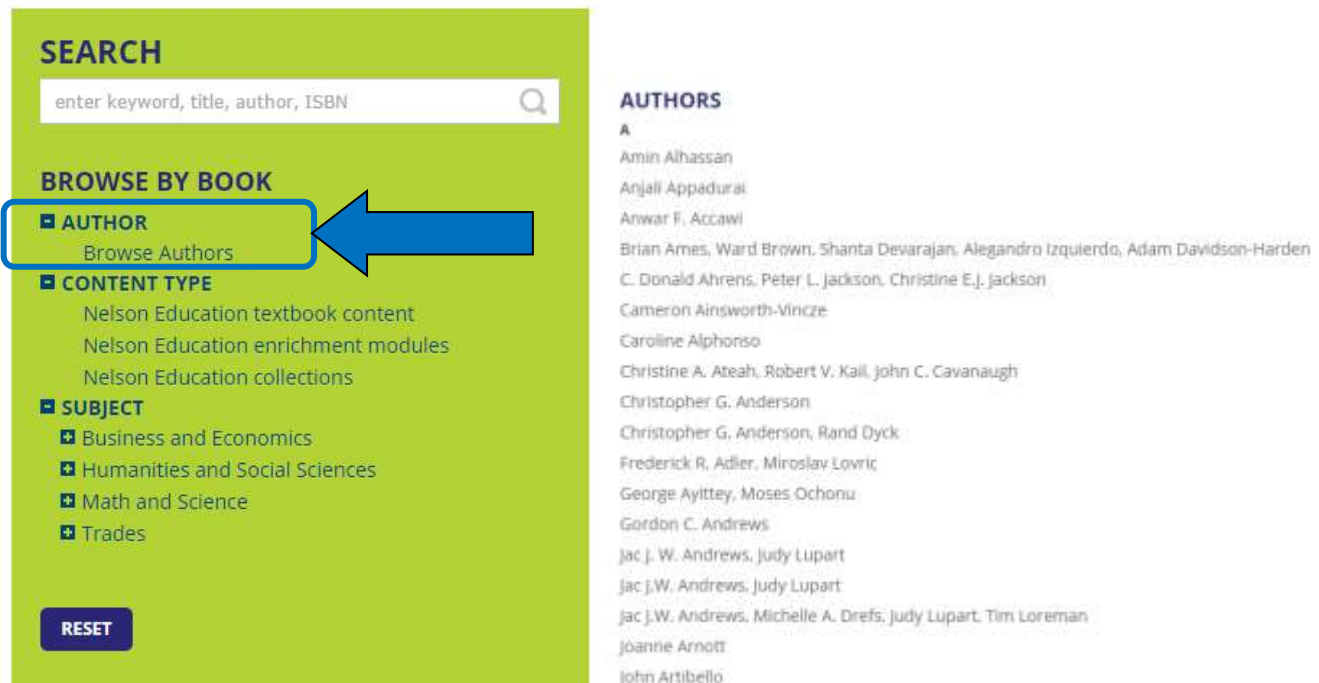 SEARCH
enter keyword, title, author, ISBN
BROWSE BY BOOK
AUTHOR
Browse Authors
CONTENT TYPE
Nelson Education textbook content
Nelson Education enrichment modules
Nelson Education collections
SUBJECT
Business and Economics
Humanities and Social Sciences
Math and Science
Trades
RESET
AUTHORS
A
Amin Alhassan
Anjali Appadurai
Anwar F. Accawi
Brian Ames, Ward Brown, Shanta Devarajan, Alegandro Izquierdo, Adam Davidson-Harden
C. Donald Ahrens, Peter L. Jackson, Christine E.J. Jackson
Cameron Ainsworth-Vincze
Caroline Alphonso
Christine A. Ateah, Robert V. Kail, John C. Cavanaugh
Christopher G. Anderson
Christopher G. Anderson, Rand Dyck
Frederick R. Adler, Miroslav Lovric
George Ayittey, Moses Ochonu
Gordon C. Andrews
Jac J. W. Andrews, Judy Lupart
Jac J.W. Andrews, Judy Lupart
Jac J.W. Andrews, Michelle A. Drefs, Judy Lupart, Tim Loreman
Joanne Arnott
John Artibello